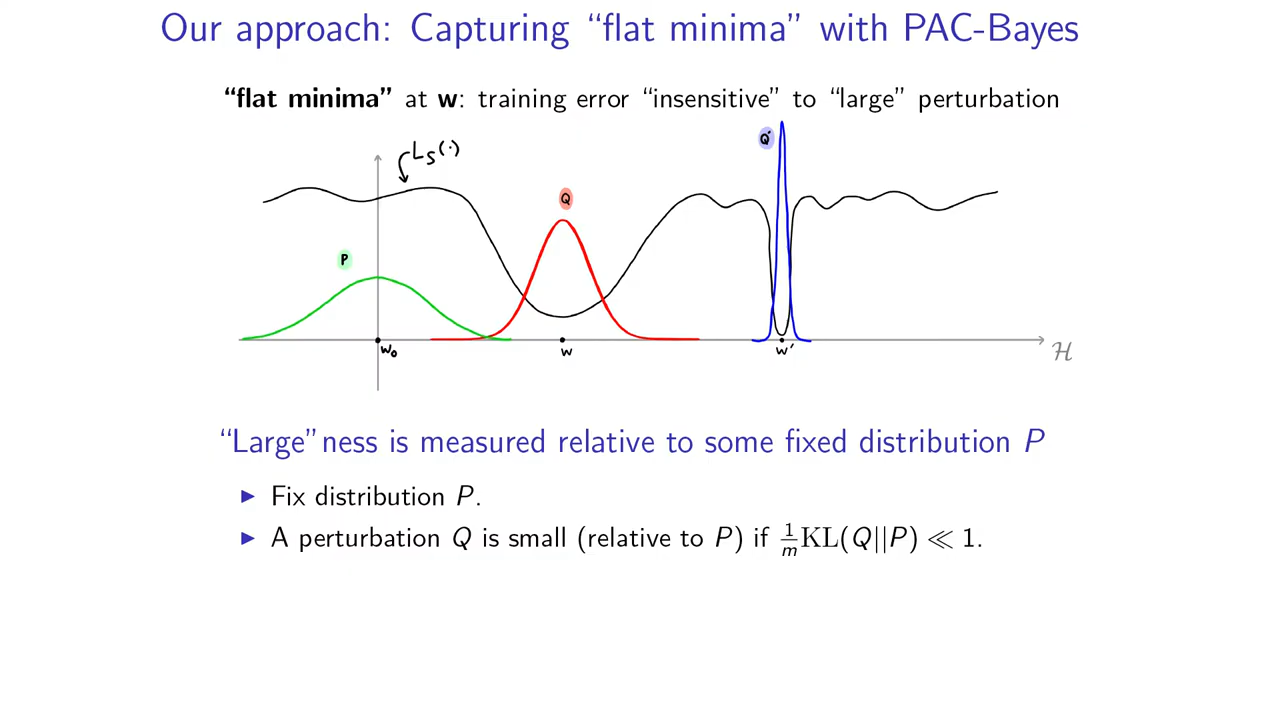 Our approach: Capturing “flat minima” with PAC-Bayes
“flat minima” at w: training error “insensitive” to “large” perturbation
Q'
L_S(·)
Q
P
w₀
w
w'
ℋ
“Large”ness is measured relative to some fixed distribution P
▶ Fix distribution P.
▶ A perturbation Q is small (relative to P) if 1/m KL(Q||P) ≪ 1.